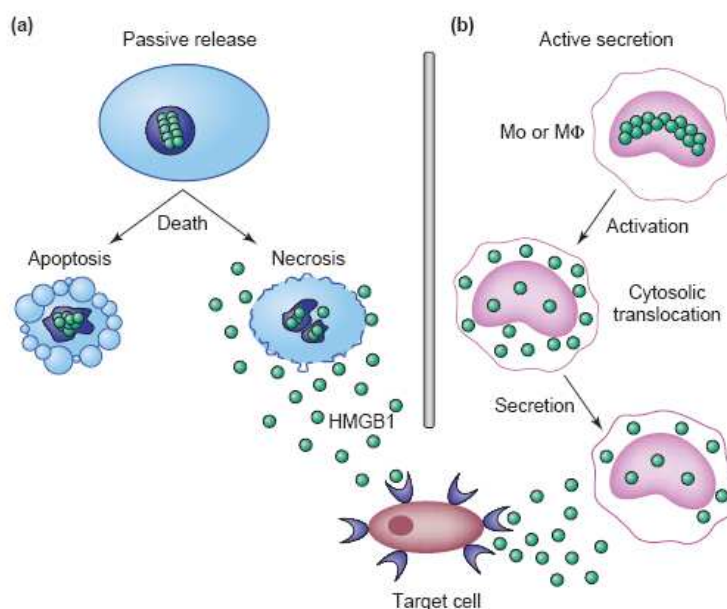 (a)
Passive release
Death
Apoptosis
Necrosis
HMGB1
(b)
Active secretion
Mo or MΦ
Activation
Cytosolic
translocation
Secretion
Target cell